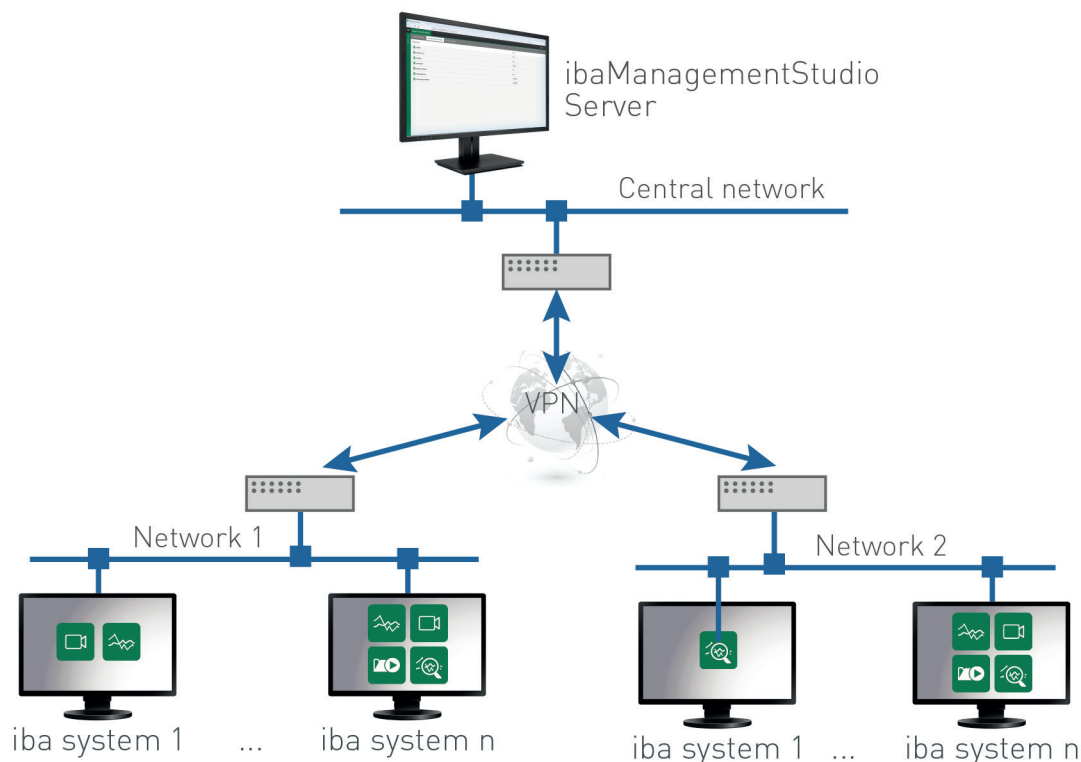 ibaManagementStudio
Server
Central network
VPN
Network 1
Network 2
iba system 1 ... iba system n
iba system 1 ... iba system n